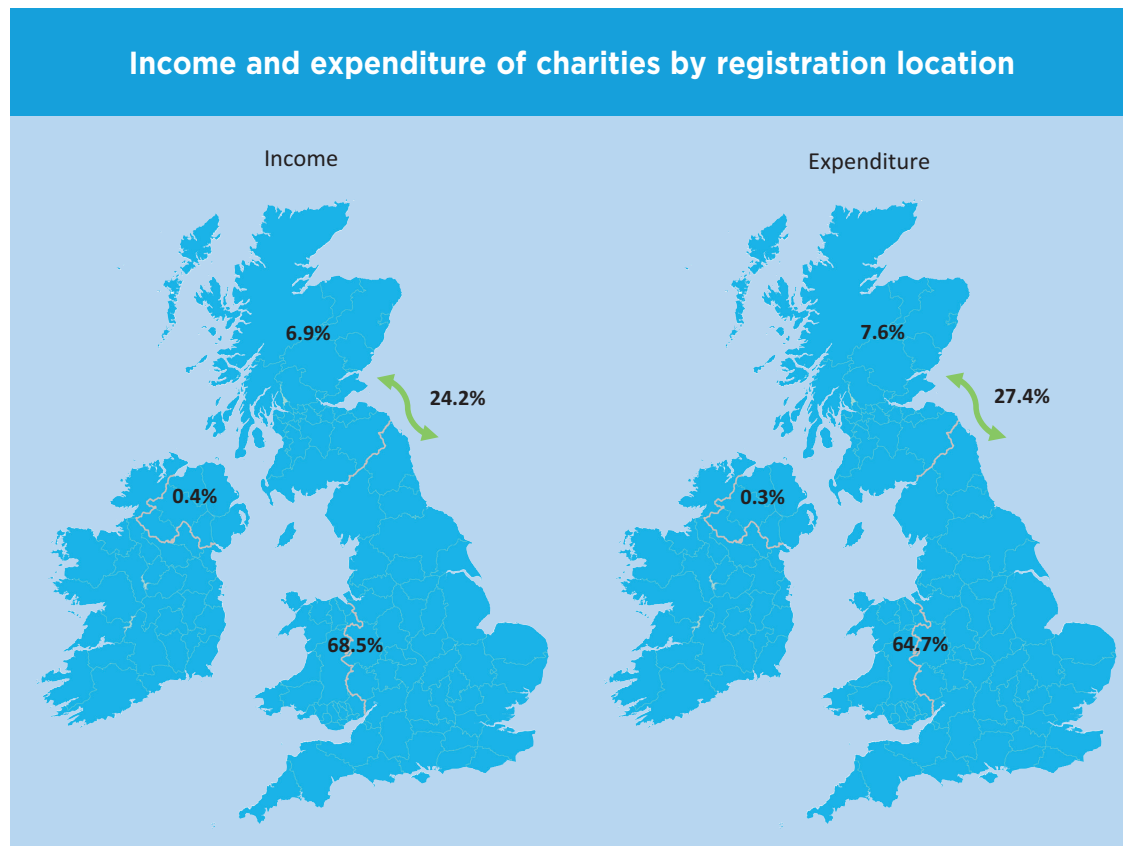 Income and expenditure of charities by registration location
Income
6.9%
24.2%
0.4%
68.5%
Expenditure
7.6%
27.4%
0.3%
64.7%